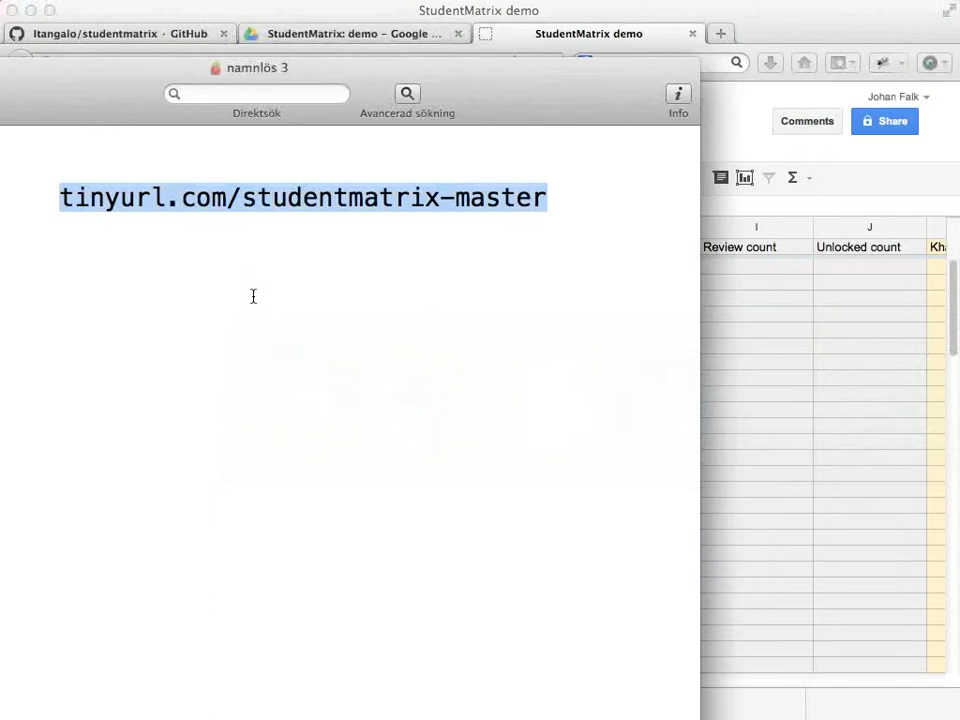 StudentMatrix demo
Itangalo/studentmatrix · GitHub
StudentMatrix: demo – Google ...
StudentMatrix demo
namnlös 3
Direktsök
Avancerad sökning
Info
Johan Falk
Comments
Share
tinyurl.com/studentmatrix-master
I
J
Review count
Unlocked count
Kha